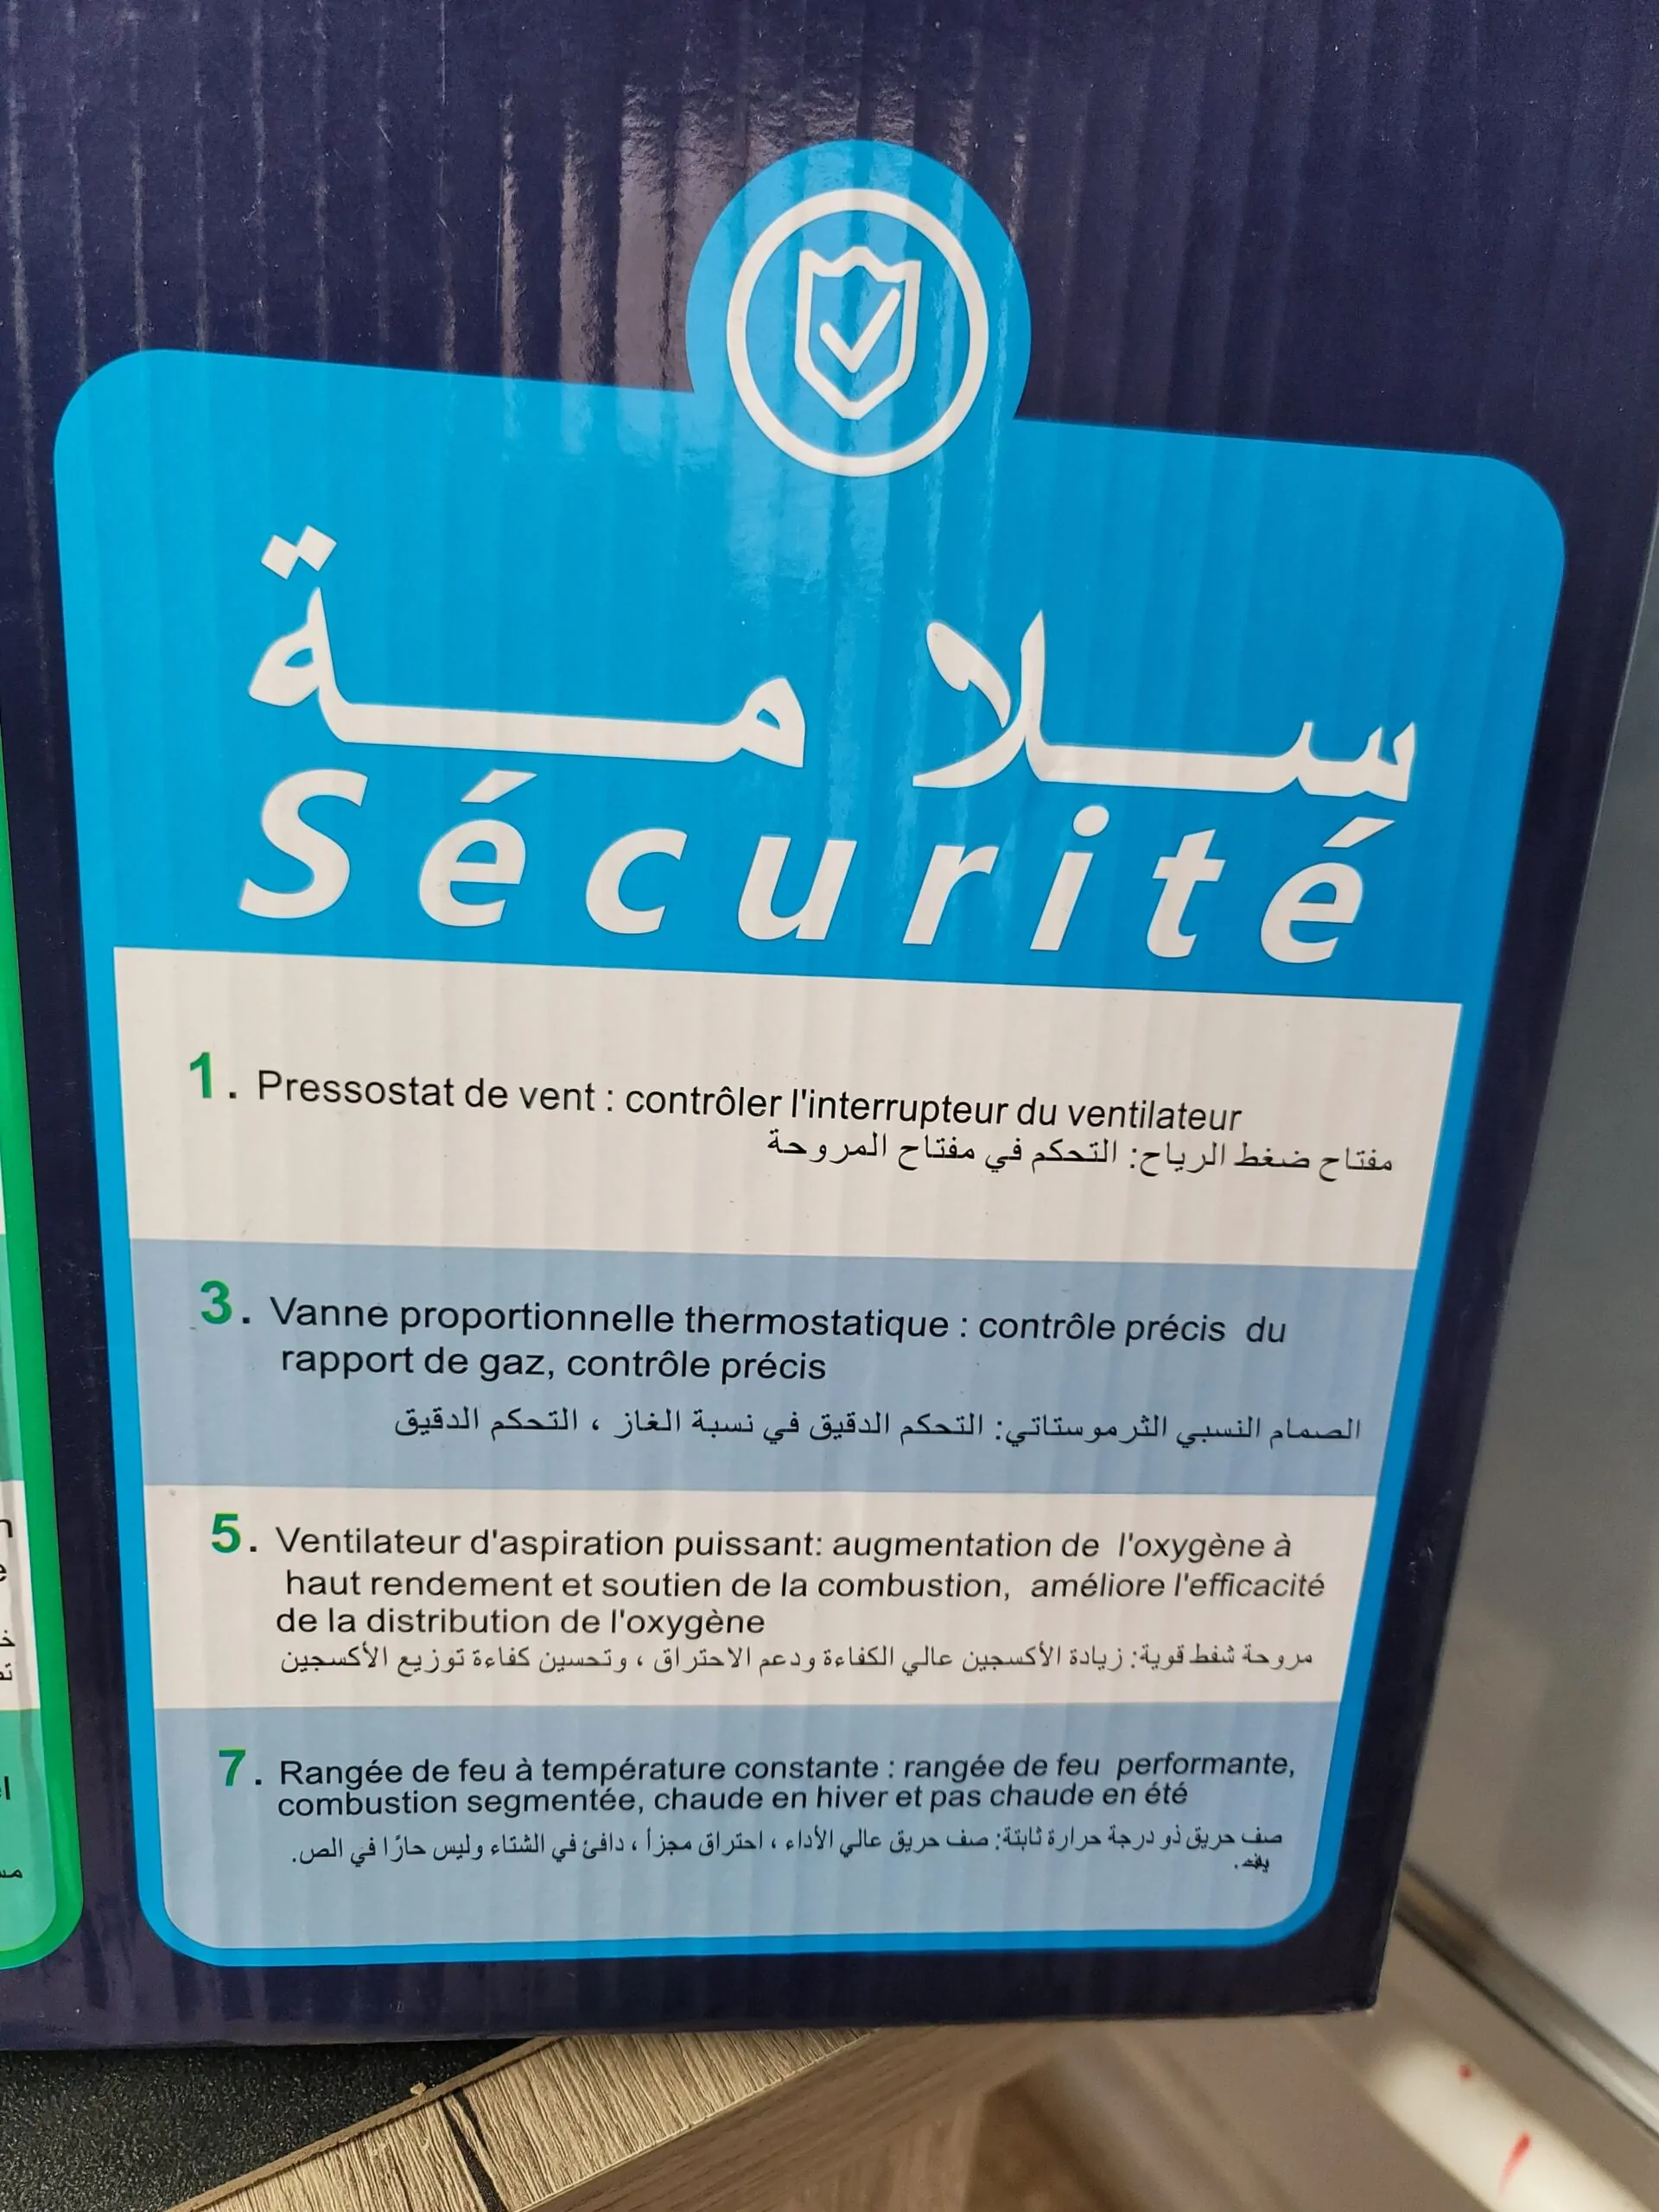 سلامة
Sécurité
1. Pressostat de vent : contrôler l'interrupteur du ventilateur
مفتاح ضغط الرياح: التحكم في مفتاح المروحة
3. Vanne proportionnelle thermostatique : contrôle précis du
rapport de gaz, contrôle précis
الصمام النسبي الثرموستاتي: التحكم الدقيق في نسبة الغاز ، التحكم الدقيق
5. Ventilateur d'aspiration puissant: augmentation de l'oxygène à
haut rendement et soutien de la combustion, améliore l'efficacité
de la distribution de l'oxygène
مروحة شفط قوية: زيادة الأكسجين عالي الكفاءة ودعم الاحتراق ، وتحسين كفاءة توزيع الأكسجين
7. Rangée de feu à température constante : rangée de feu performante,
combustion segmentée, chaude en hiver et pas chaude en été
صف حريق ذو درجة حرارة ثابتة: صف حريق عالي الأداء ، احتراق مجزأ ، دافئ في الشتاء وليس حارًا في الص.